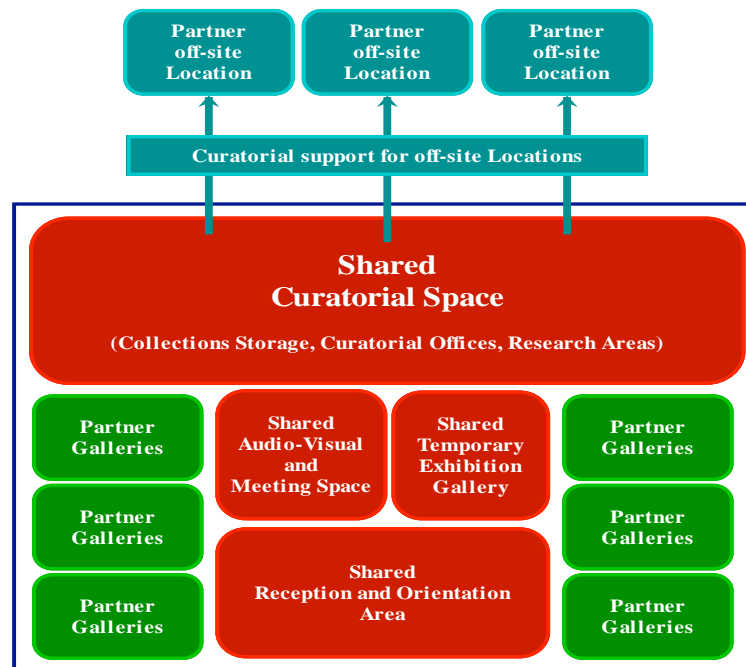 Partner
off-site
Location
Partner
off-site
Location
Partner
off-site
Location
Curatorial support for off-site Locations
Shared
Curatorial Space
(Collections Storage, Curatorial Offices, Research Areas)
Partner
Galleries
Shared
Audio-Visual
and
Meeting Space
Shared
Temporary
Exhibition
Gallery
Partner
Galleries
Partner
Galleries
Partner
Galleries
Partner
Galleries
Shared
Reception and Orientation
Area
Partner
Galleries